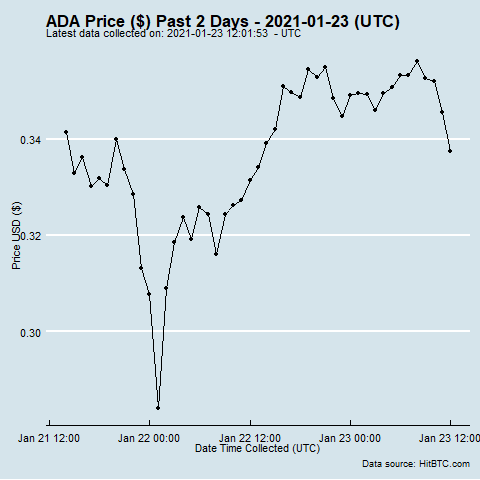 ADA Price ($) Past 2 Days - 2021-01-23 (UTC)
Latest data collected on: 2021-01-23 12:01:53 - UTC
Price USD ($)
0.34
0.32
0.30
Jan 21 12:00
Jan 22 00:00
Jan 22 12:00
Jan 23 00:00
Jan 23 12:00
Date Time Collected (UTC)
Data source: HitBTC.com